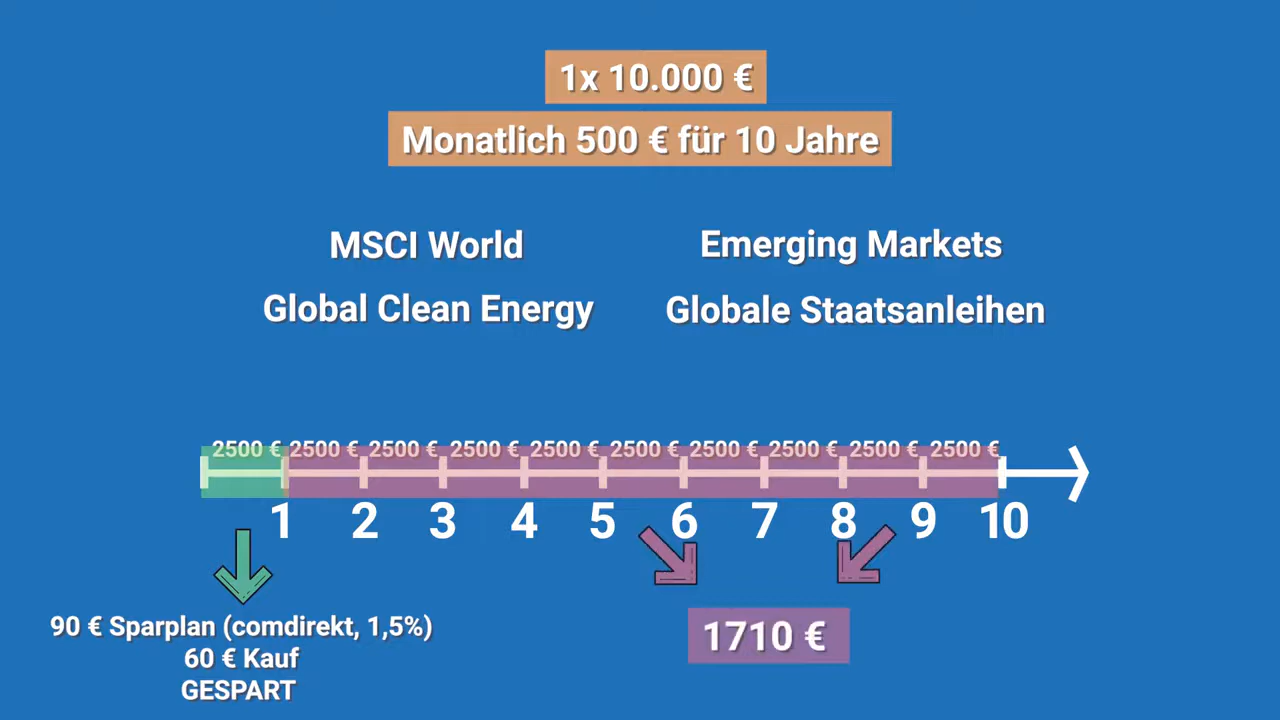 1x 10.000 €
Monatlich 500 € für 10 Jahre
MSCI World
Emerging Markets
Global Clean Energy
Globale Staatsanleihen
2500 € 2500 € 2500 € 2500 € 2500 € 2500 € 2500 € 2500 € 2500 € 2500 €
1 2 3 4 5 6 7 8 9 10
90 € Sparplan (comdirekt, 1,5%)
60 € Kauf
GESPART
1710 €